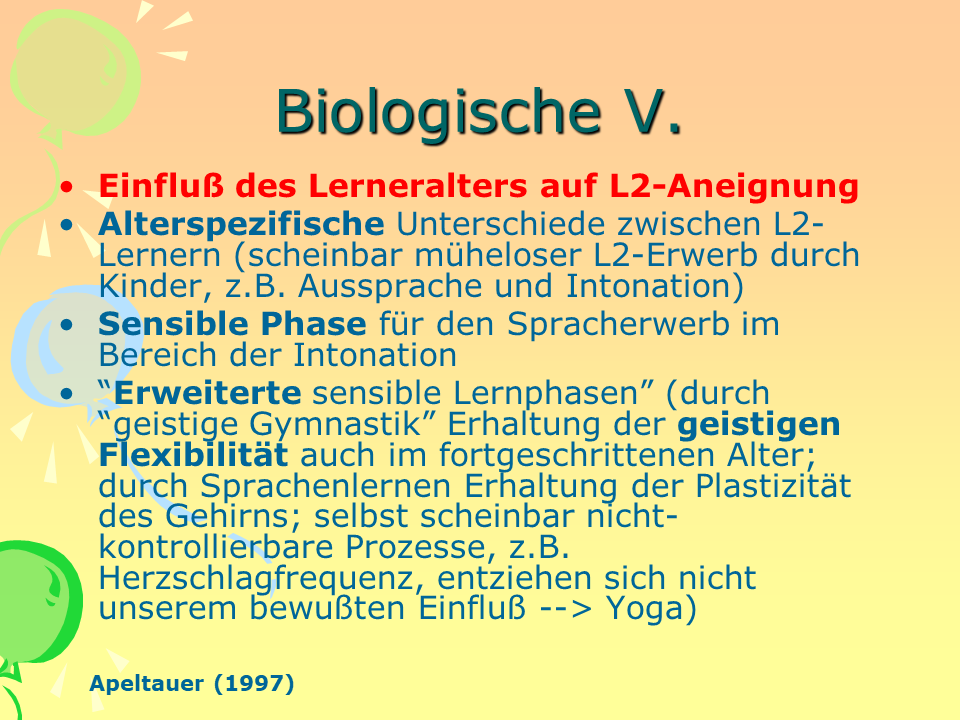 Biologische V.
• Einfluß des Lerneralters auf L2-Aneignung
• Alterspezifische Unterschiede zwischen L2-
Lernern (scheinbar müheloser L2-Erwerb durch
Kinder, z.B. Aussprache und Intonation)
• Sensible Phase für den Spracherwerb im
Bereich der Intonation
• “Erweiterte sensible Lernphasen” (durch
“geistige Gymnastik” Erhaltung der geistigen
Flexibilität auch im fortgeschrittenen Alter;
durch Sprachenlernen Erhaltung der Plastizität
des Gehirns; selbst scheinbar nicht-
kontrollierbare Prozesse, z.B.
Herzschlagfrequenz, entziehen sich nicht
unserem bewußten Einfluß --> Yoga)
Apeltauer (1997)